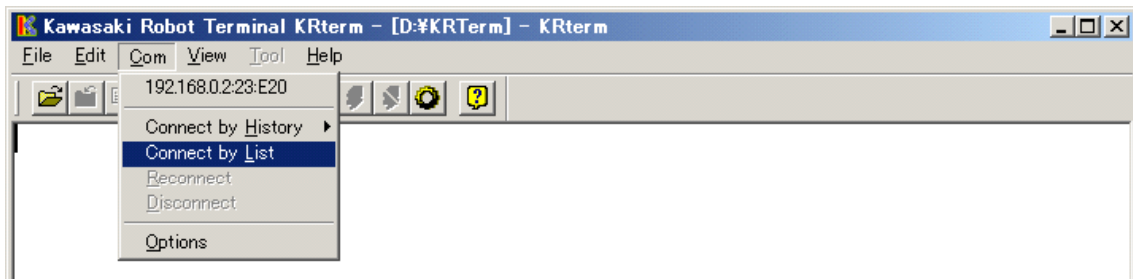 Kawasaki Robot Terminal KRterm - [D:¥KRTerm] - KRterm
File Edit Com View Tool Help
192.168.0.2:23:E20
Connect by History
Connect by List
Reconnect
Disconnect
Options